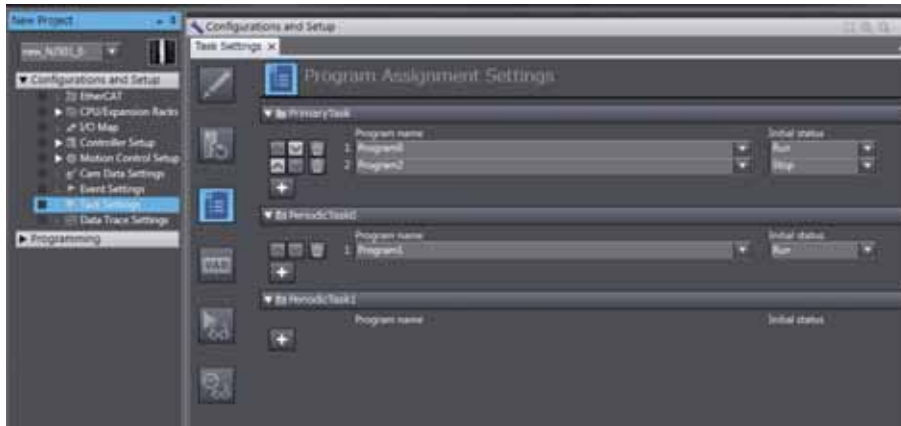 New Project
Configurations and Setup
Task Settings
Configurations and Setup
EtherCAT
CPU/Expansion Racks
I/O Map
Controller Setup
Motion Control Setup
Cam Data Settings
Event Settings
Task Settings
Data Trace Settings
Programming
Program Assignment Settings
PrimaryTask
Program name Initial status
1 Program0 Run
2 Program2 Stop
PeriodicTask0
Program name Initial status
1 Program1 Run
PeriodicTask1
Program name Initial status
VAR